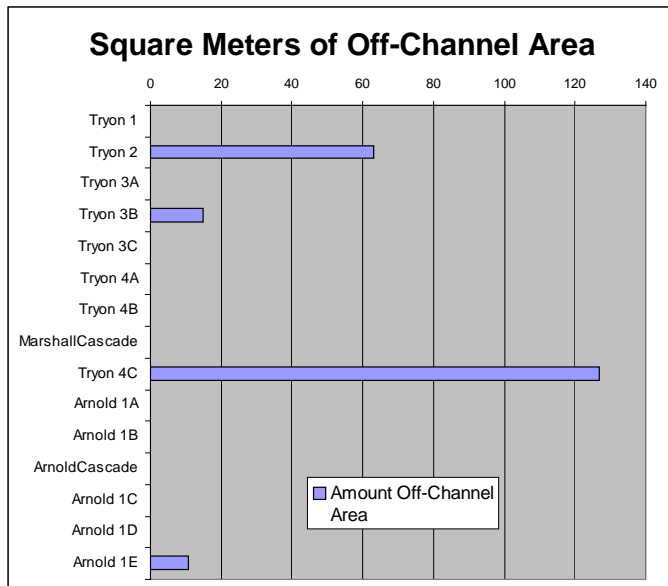 Square Meters of Off-Channel Area
0 20 40 60 80 100 120 140
Tryon 1
Tryon 2
Tryon 3A
Tryon 3B
Tryon 3C
Tryon 4A
Tryon 4B
MarshallCascade
Tryon 4C
Arnold 1A
Arnold 1B
ArnoldCascade
Arnold 1C
Arnold 1D
Arnold 1E
Amount Off-Channel
Area